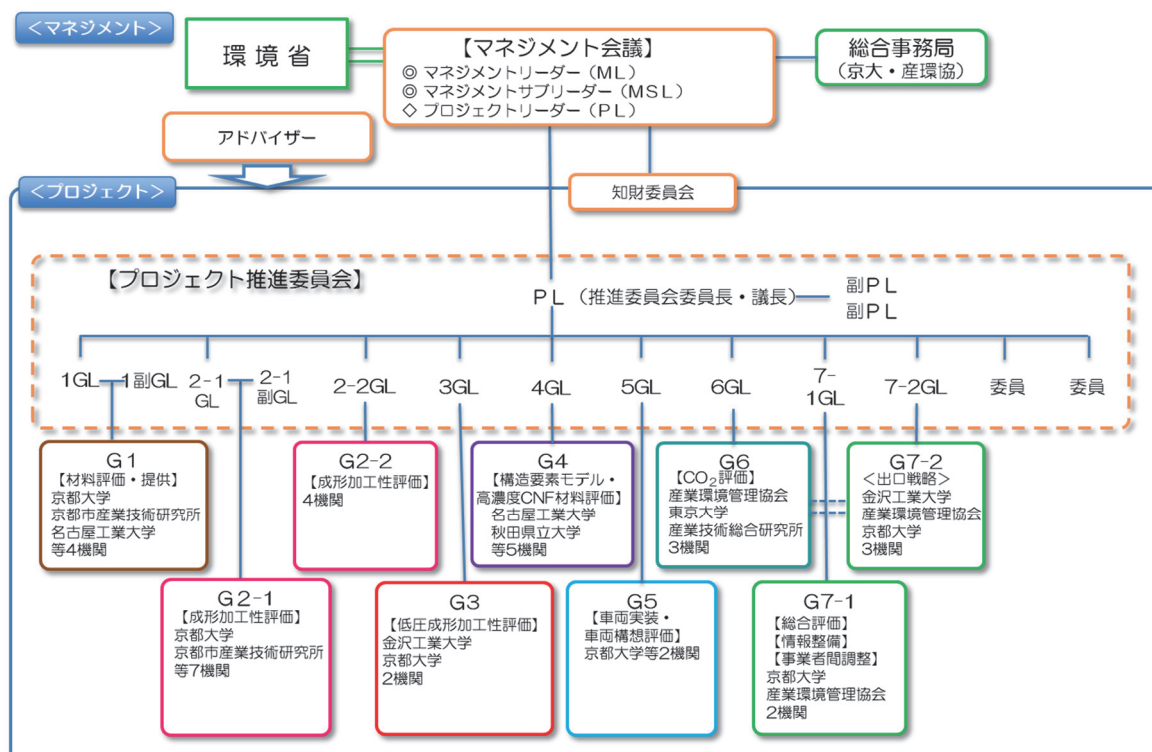 ＜マネジメント＞
環境省
【マネジメント会議】
◎ マネジメントリーダー（ML）
◎ マネジメントサブリーダー（MSL）
◇ プロジェクトリーダー（PL）
総合事務局
（京大・産環協）
アドバイザー
＜プロジェクト＞
知財委員会
【プロジェクト推進委員会】
PL（推進委員会委員長・議長）
副PL
副PL
1GL
1副GL
2-1
GL
2-1
副GL
2-2GL
3GL
4GL
5GL
6GL
7-
1GL
7-2GL
委員
委員
G1
【材料評価・提供】
京都大学
京都市産業技術研究所
名古屋工業大学
等4機関
G2-2
【成形加工性評価】
4機関
G4
【構造要素モデル・
高濃度CNF材料評価】
名古屋工業大学
秋田県立大学
等5機関
G6
【CO₂評価】
産業環境管理協会
東京大学
産業技術総合研究所
3機関
G7-2
＜出口戦略＞
金沢工業大学
産業環境管理協会
京都大学
3機関
G2-1
【成形加工性評価】
京都大学
京都市産業技術研究所
等7機関
G3
【低圧成形加工性評価】
金沢工業大学
京都大学
2機関
G5
【車両実装・
車両構想評価】
京都大学等2機関
G7-1
【総合評価】
【情報整備】
【事業者間調整】
京都大学
産業環境管理協会
2機関